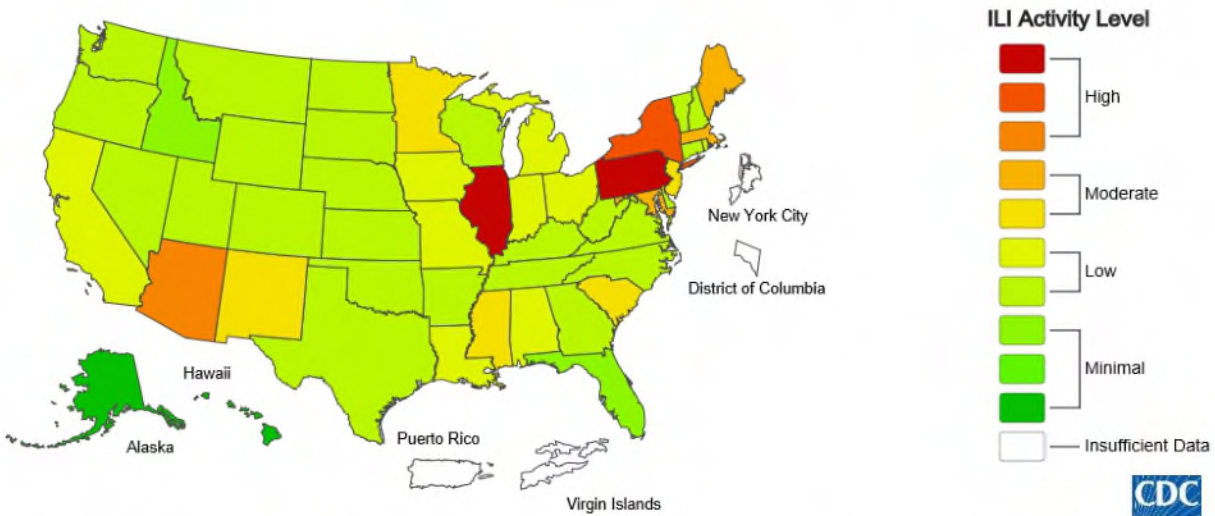 ILI Activity Level
High
Moderate
New York City
Low
District of Columbia
Hawaii
Minimal
Puerto Rico
Alaska
Insufficient Data
Virgin Islands
CDC